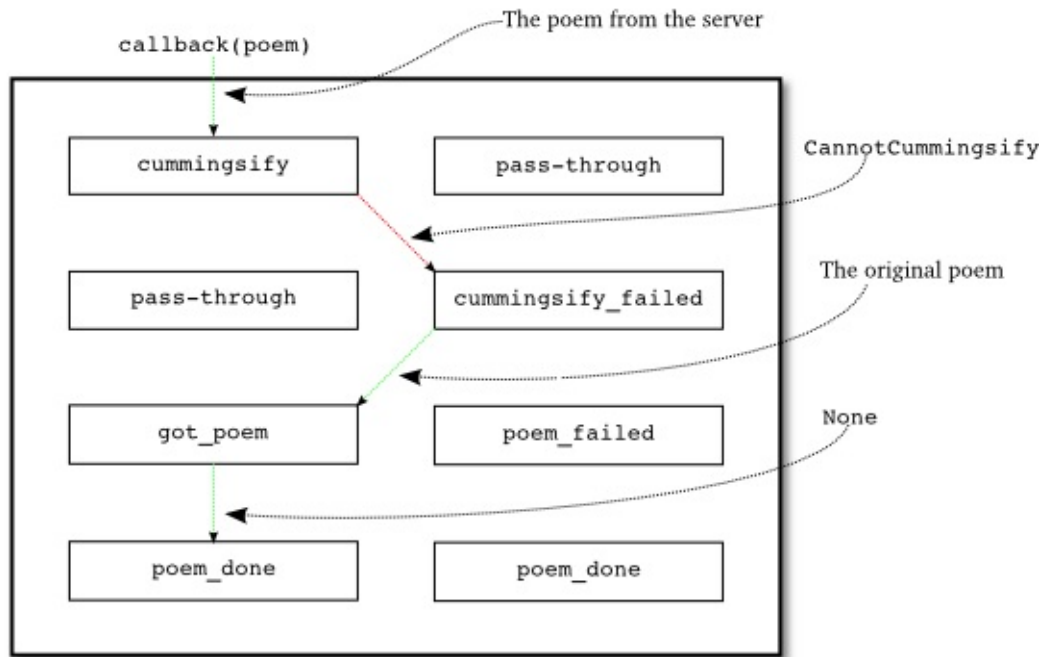 The poem from the server
callback(poem)
cummingsify
pass-through
CannotCummingsify
The original poem
pass-through
cummingsify_failed
None
got_poem
poem_failed
poem_done
poem_done